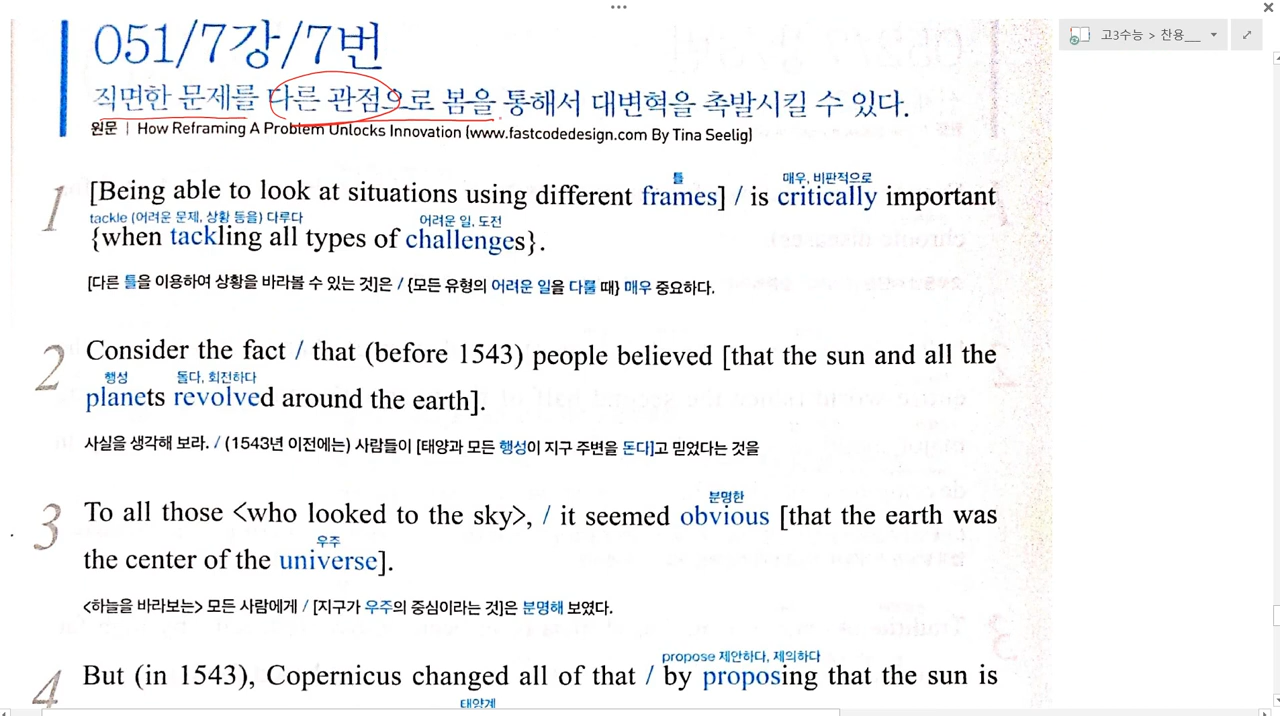 고3수능 > 찬용__
051/7강/7번
직면한 문제를 다른 관점으로 봄을 통해서 대변혁을 촉발시킬 수 있다.
원문 | How Reframing A Problem Unlocks Innovation (www.fastcodedesign.com By Tina Seelig)
틀 매우, 비판적으로
1 [Being able to look at situations using different frames] / is critically important
tackle (어려운 문제, 상황 등을) 다루다 어려운 일, 도전
{when tackling all types of challenges}.
[다른 틀을 이용하여 상황을 바라볼 수 있는 것]은 / {모든 유형의 어려운 일을 다룰 때} 매우 중요하다.
2 Consider the fact / that (before 1543) people believed [that the sun and all the
행성 돌다, 회전하다
planets revolved around the earth].
사실을 생각해 보라. / (1543년 이전에는) 사람들이 [태양과 모든 행성이 지구 주변을 돈다]고 믿었다는 것을
분명한
3 To all those <who looked to the sky>, / it seemed obvious [that the earth was
우주
the center of the universe].
<하늘을 바라보는> 모든 사람에게 / [지구가 우주의 중심이라는 것]은 분명해 보였다.
propose 제안하다, 제의하다
4 But (in 1543), Copernicus changed all of that / by proposing that the sun is
태양계